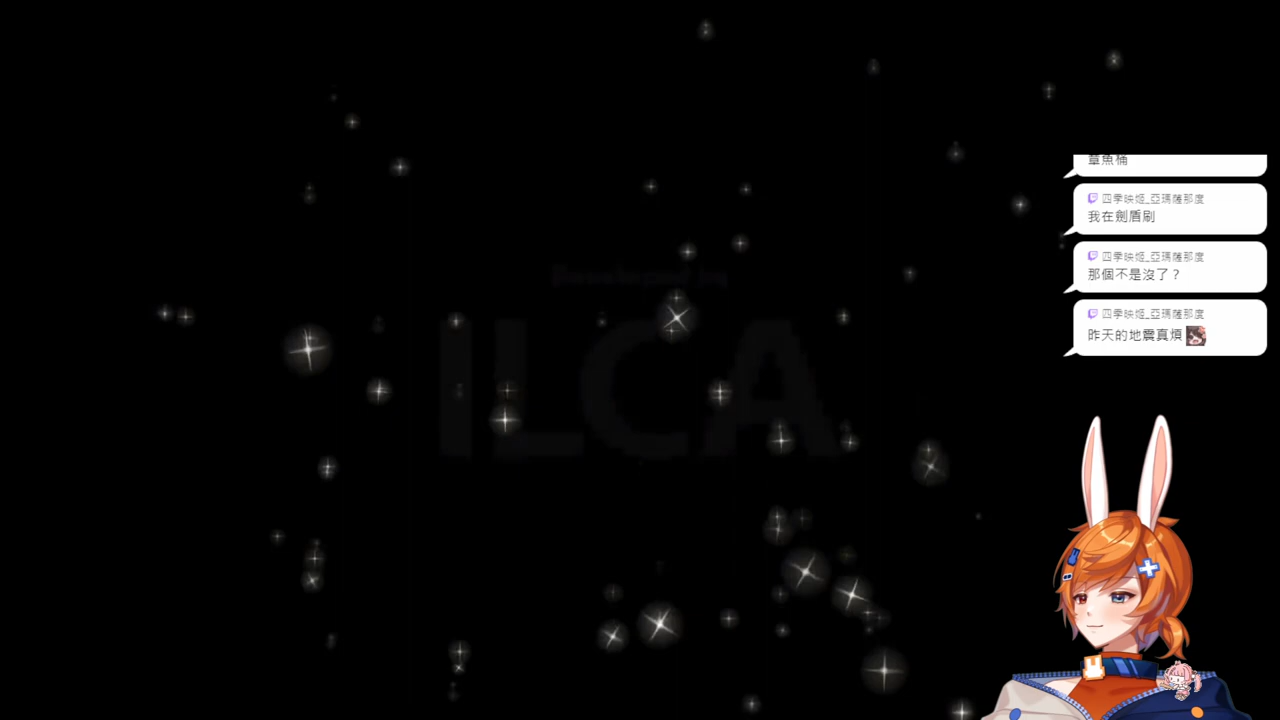 Developed by
ILCA
章魚桶
四季映姬_亞瑪薩那度
我在劍盾刷
四季映姬_亞瑪薩那度
那個不是沒了？
四季映姬_亞瑪薩那度
昨天的地震真煩